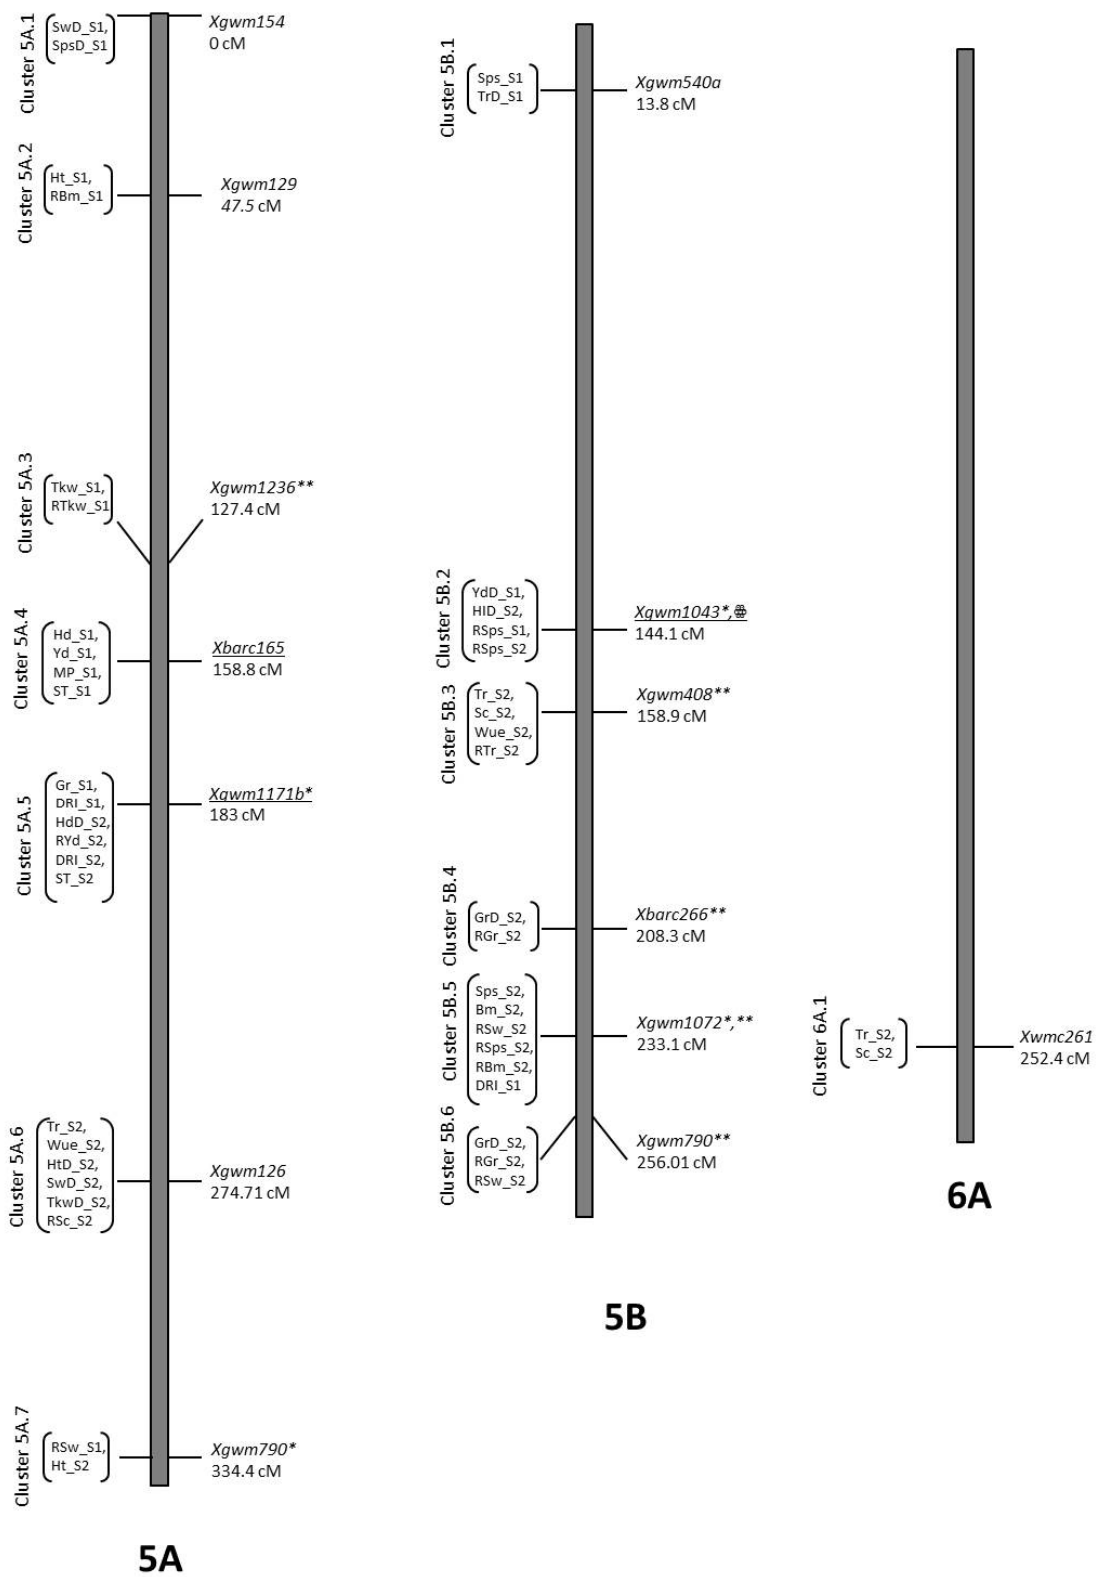 Cluster 5A.1
SwD_S1,
SpsD_S1
Xgwm154
0 cM
Cluster 5A.2
Ht_S1,
RBm_S1
Xgwm129
47.5 cM
Cluster 5A.3
Tkw_S1,
RTkw_S1
Xgwm1236**
127.4 cM
Cluster 5A.4
Hd_S1,
Yd_S1,
MP_S1,
ST_S1
Xbarc165
158.8 cM
Cluster 5A.5
Gr_S1,
DRI_S1,
HdD_S2,
RYd_S2,
DRI_S2,
ST_S2
Xgwm1171b*
183 cM
Cluster 5A.6
Tr_S2,
Wue_S2,
HtD_S2,
SwD_S2,
TkwD_S2,
RSc_S2
Xgwm126
274.71 cM
Cluster 5A.7
RSw_S1,
Ht_S2
Xgwm790*
334.4 cM
5A
Cluster 5B.1
Sps_S1
TrD_S1
Xgwm540a
13.8 cM
Cluster 5B.2
YdD_S1,
HID_S2,
RSps_S1,
RSps_S2
Xgwm1043*,⊕
144.1 cM
Cluster 5B.3
Tr_S2,
Sc_S2,
Wue_S2,
RTr_S2
Xgwm408**
158.9 cM
Cluster 5B.4
GrD_S2,
RGr_S2
Xbarc266**
208.3 cM
Cluster 5B.5
Sps_S2,
Bm_S2,
RSw_S2
RSps_S2,
RBm_S2,
DRI_S1
Xgwm1072*,**
233.1 cM
Cluster 5B.6
GrD_S2,
RGr_S2,
RSw_S2
Xgwm790**
256.01 cM
5B
Cluster 6A.1
Tr_S2,
Sc_S2
Xwmc261
252.4 cM
6A